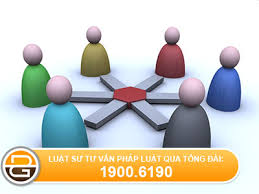 LUẬT SƯ TƯ VẤN PHÁP LUẬT QUA TỔNG ĐÀI:
1900.6190